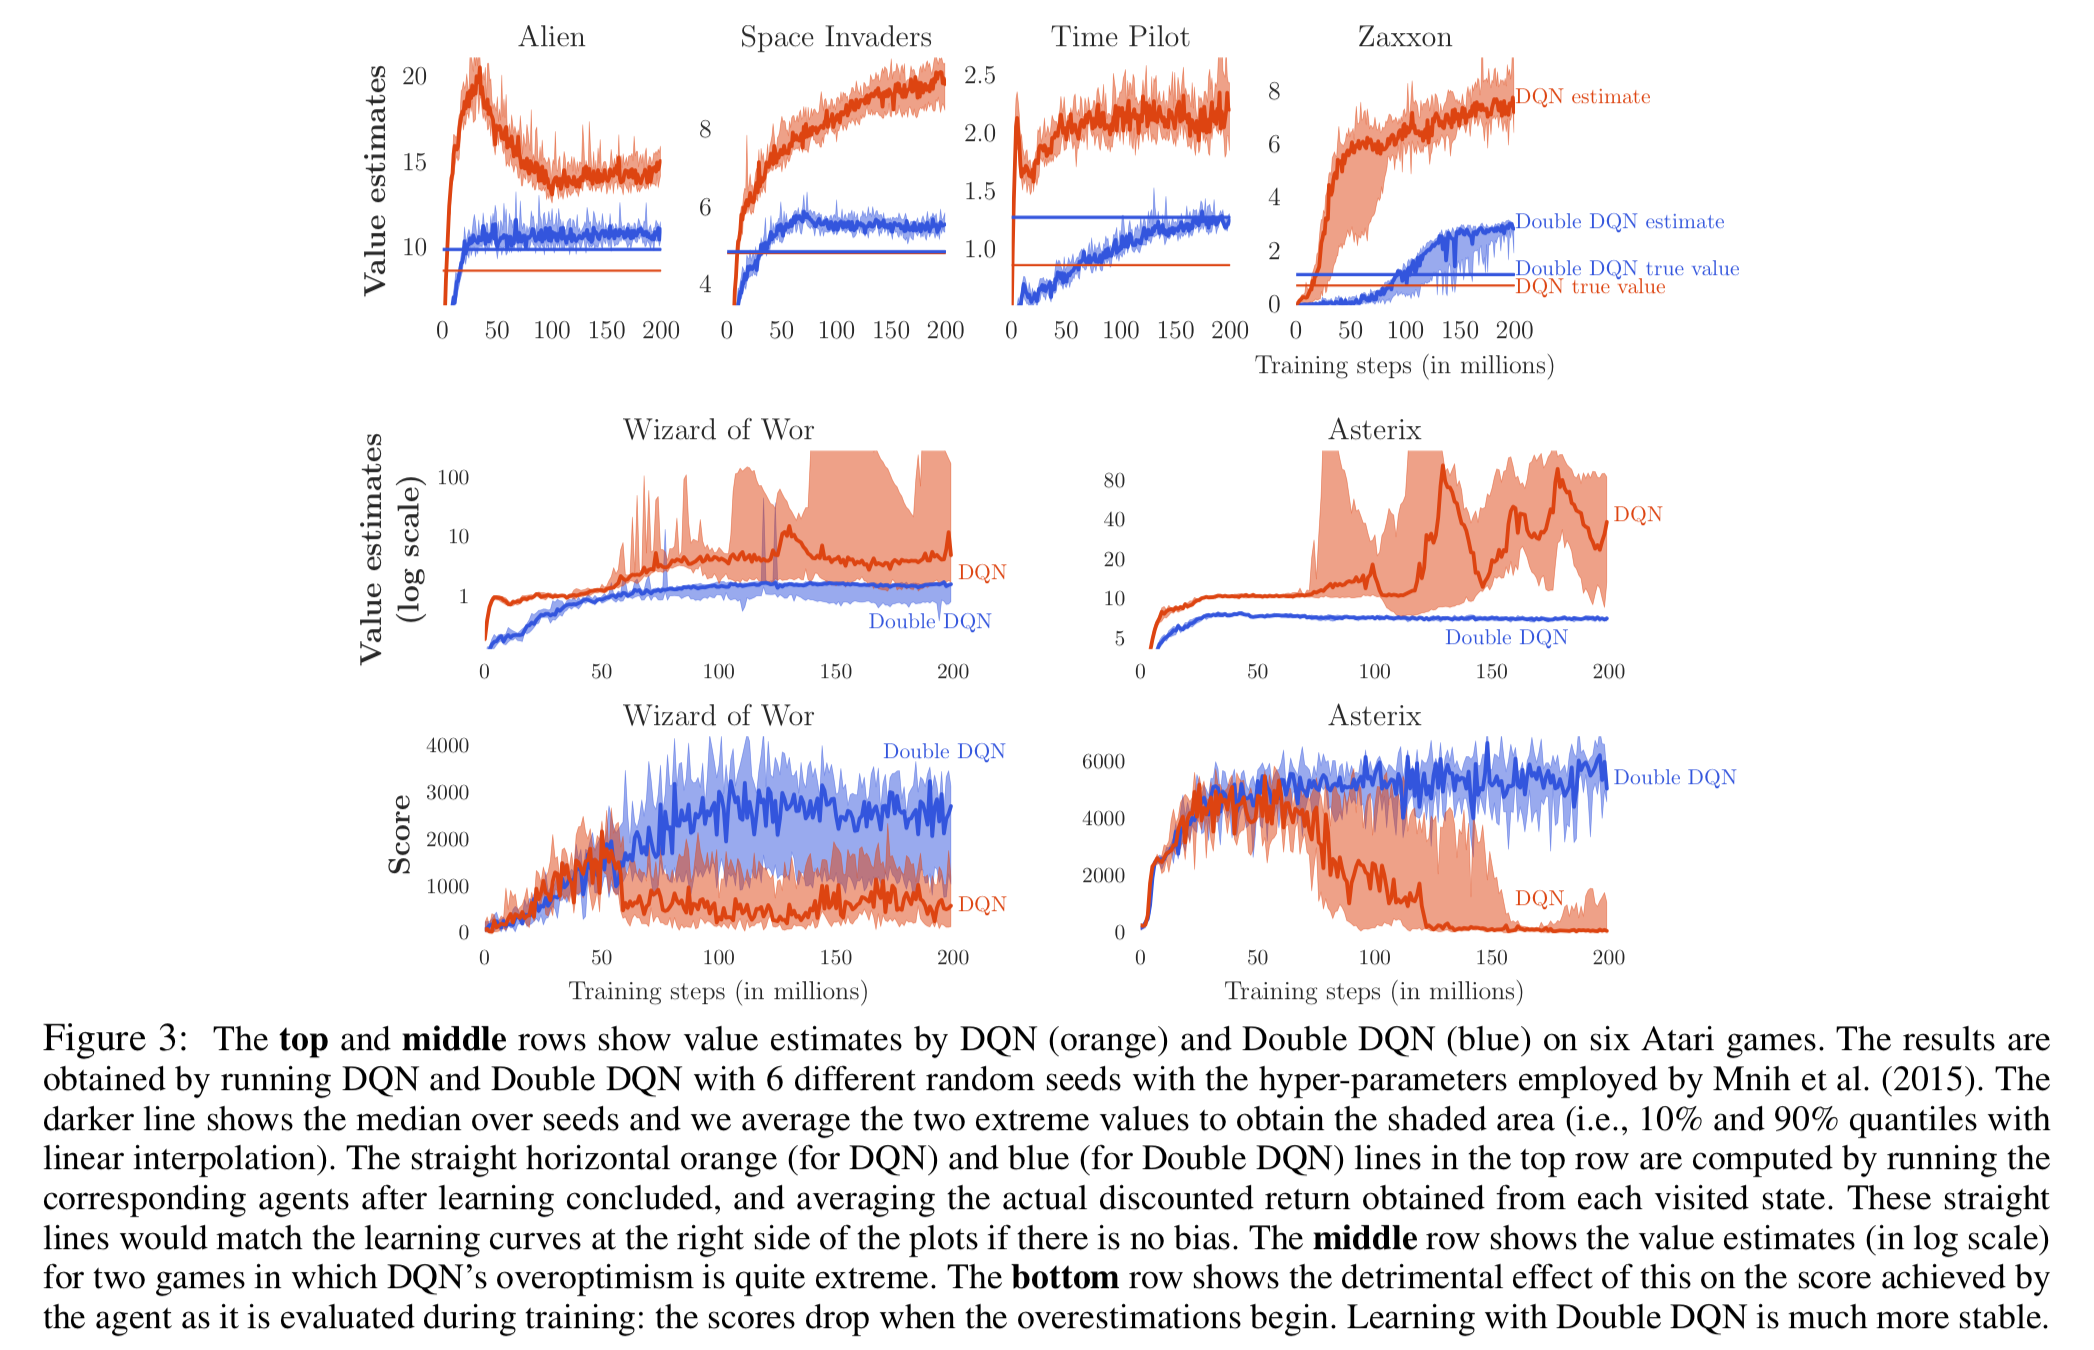 Alien
Space Invaders
Time Pilot
Zaxxon
Value estimates
20
15
10
0 50 100 150 200
8
6
4
0 50 100 150 200
2.5
2.0
1.5
1.0
0 50 100 150 200
8
6
4
2
0
0 50 100 150 200
DQN estimate
Double DQN estimate
Double DQN true value
DQN true value
Training steps (in millions)
Wizard of Wor
Value estimates
(log scale)
100
10
1
DQN
Double DQN
0 50 100 150 200
Asterix
80
40
20
10
5
DQN
Double DQN
0 50 100 150 200
Wizard of Wor
Score
4000
3000
2000
1000
0
Double DQN
DQN
0 50 100 150 200
Training steps (in millions)
Asterix
6000
4000
2000
0
Double DQN
DQN
0 50 100 150 200
Training steps (in millions)
Figure 3: The top and middle rows show value estimates by DQN (orange) and Double DQN (blue) on six Atari games. The results are
obtained by running DQN and Double DQN with 6 different random seeds with the hyper-parameters employed by Mnih et al. (2015). The
darker line shows the median over seeds and we average the two extreme values to obtain the shaded area (i.e., 10% and 90% quantiles with
linear interpolation). The straight horizontal orange (for DQN) and blue (for Double DQN) lines in the top row are computed by running the
corresponding agents after learning concluded, and averaging the actual discounted return obtained from each visited state. These straight
lines would match the learning curves at the right side of the plots if there is no bias. The middle row shows the value estimates (in log scale)
for two games in which DQN's overoptimism is quite extreme. The bottom row shows the detrimental effect of this on the score achieved by
the agent as it is evaluated during training: the scores drop when the overestimations begin. Learning with Double DQN is much more stable.